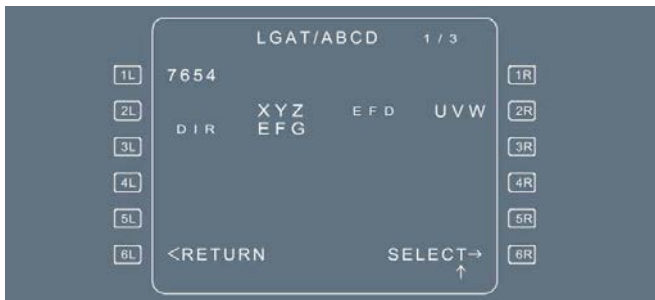 LGAT/ABCD 1/3
1L 7654 1R
2L XYZ EFD UVW 2R
DIR EFG
3L 3R
4L 4R
5L 5R
6L <RETURN SELECT→ 6R
↑